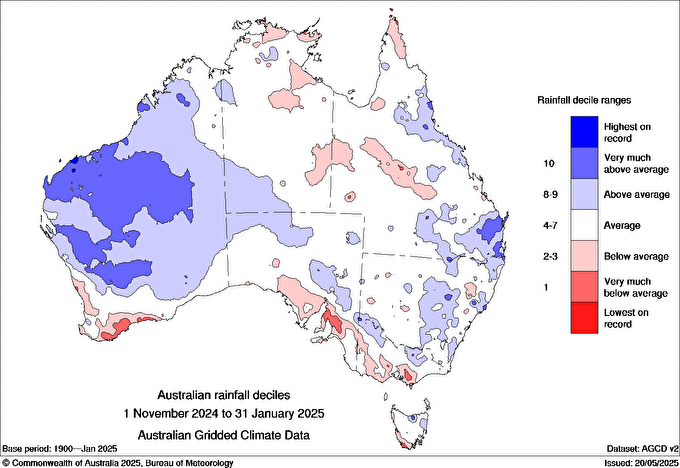 Rainfall decile ranges
Highest on
record
10
Very much
above average
8-9
Above average
4-7
Average
2-3
Below average
1
Very much
below average
Lowest on
record
Australian rainfall deciles
1 November 2024 to 31 January 2025
Australian Gridded Climate Data
Base period: 1900—Jan 2025
Dataset: AGCD v2
© Commonwealth of Australia 2025, Bureau of Meteorology
Issued: 20/05/2025